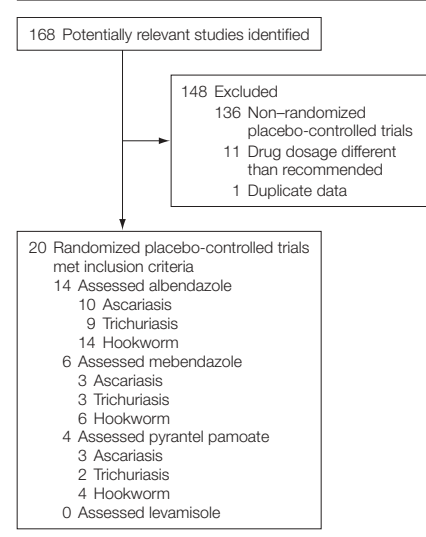 168 Potentially relevant studies identified
148 Excluded
136 Non–randomized
placebo-controlled trials
11 Drug dosage different
than recommended
1 Duplicate data
20 Randomized placebo-controlled trials
met inclusion criteria
14 Assessed albendazole
10 Ascariasis
9 Trichuriasis
14 Hookworm
6 Assessed mebendazole
3 Ascariasis
3 Trichuriasis
6 Hookworm
4 Assessed pyrantel pamoate
3 Ascariasis
2 Trichuriasis
4 Hookworm
0 Assessed levamisole